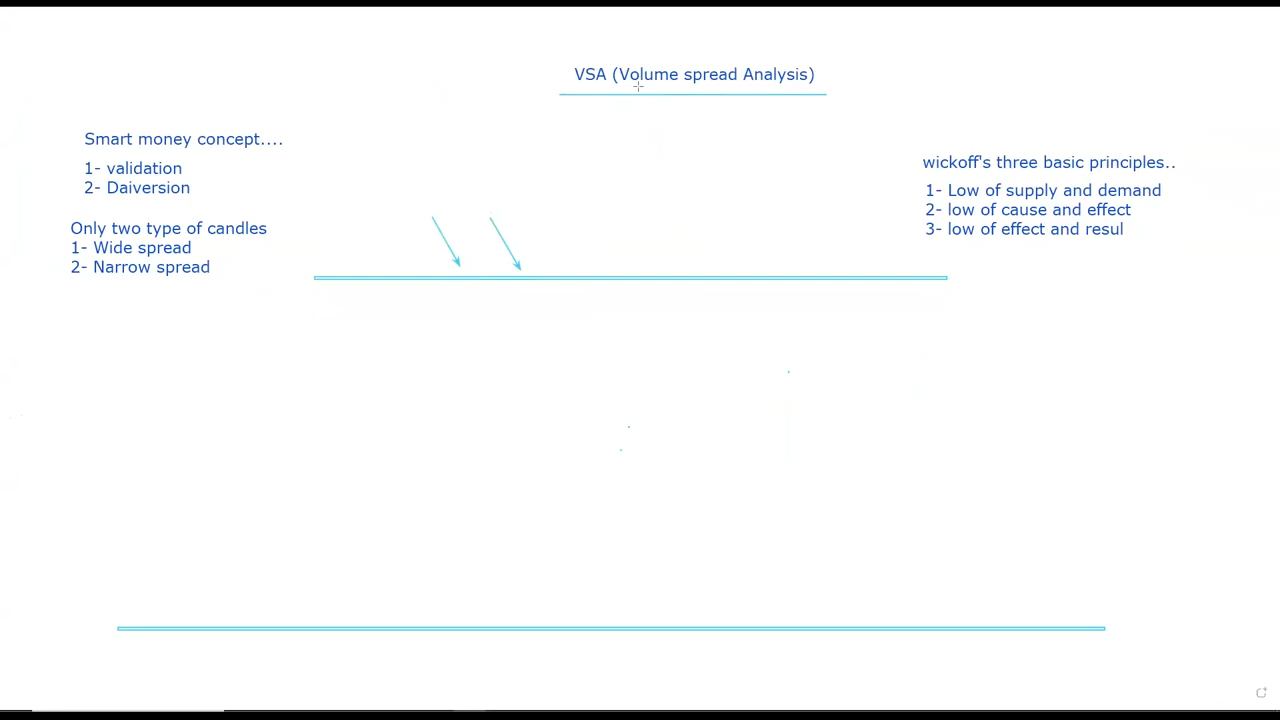 VSA (Volume spread Analysis)
Smart money concept....
1- validation
2- Daiversion
Only two type of candles
1- Wide spread
2- Narrow spread
wickoff's three basic principles..
1- Low of supply and demand
2- low of cause and effect
3- low of effect and resul